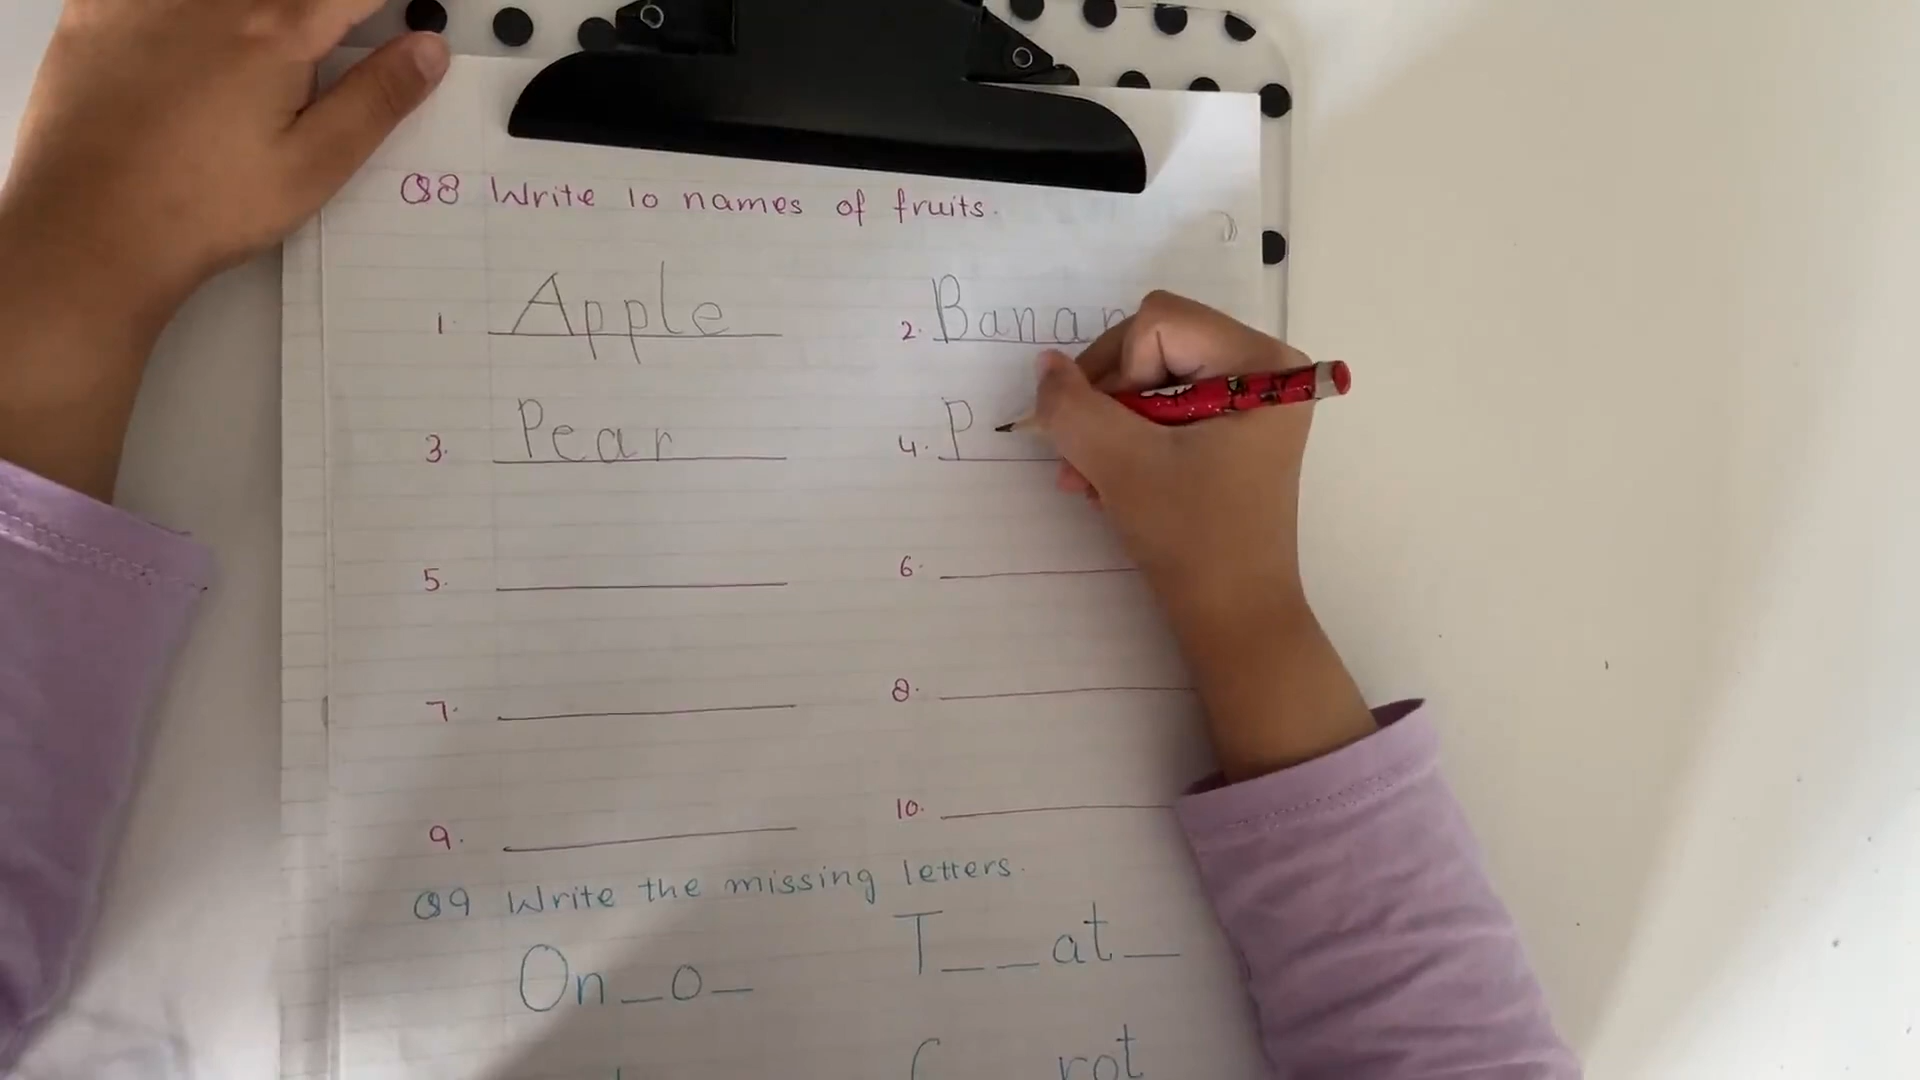 Q8 Write 10 names of fruits.
1. Apple 2. Banan
3. Pear 4. P
5. 6.
7. 8.
9. 10.
Q9 Write the missing letters.
On_o_ T__at_
C rot